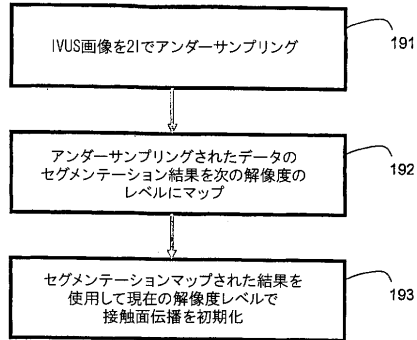 IVUS画像を2lでアンダーサンプリング
191
アンダーサンプリングされたデータの
セグメンテーション結果を次の解像度の
レベルにマップ
192
セグメンテーションマップされた結果を
使用して現在の解像度レベルで
接触面伝播を初期化
193